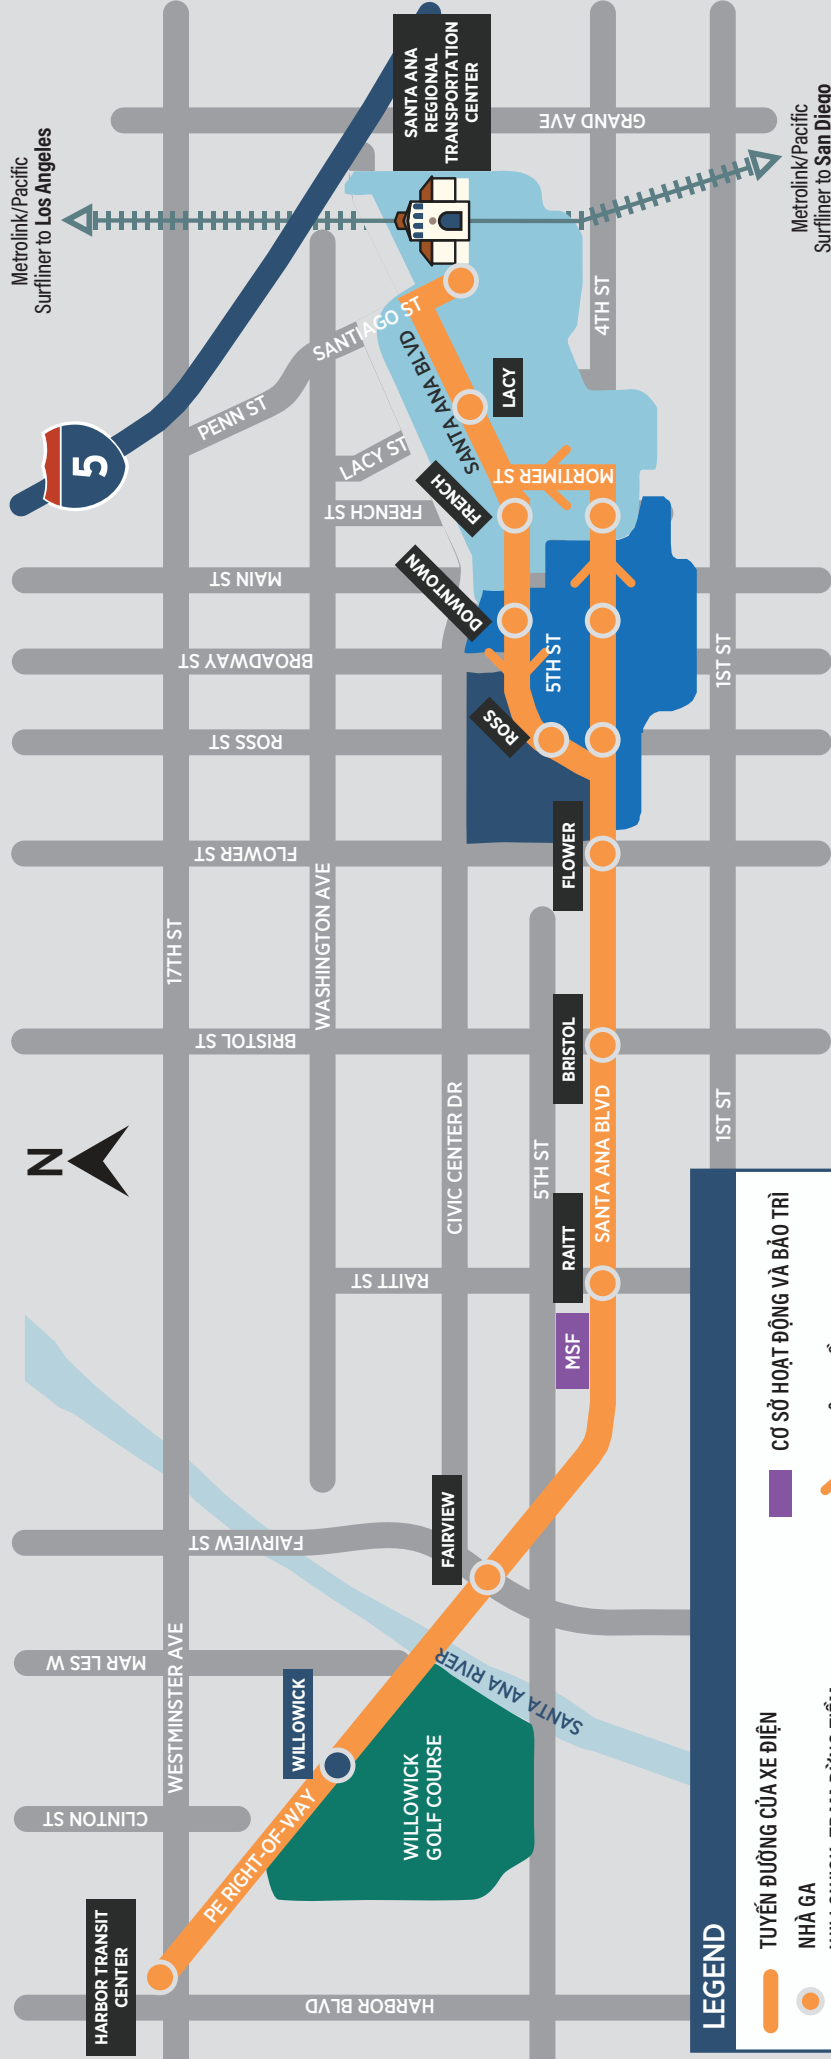 Metrolink/Pacific
Surfliner to Los Angeles
SANTA ANA
REGIONAL
TRANSPORTATION
CENTER
GRAND AVE
Metrolink/Pacific
Surfliner to San Diego
5
PENN ST
SANTIAGO ST
SANTA ANA BLVD
4TH ST
LACY
LACY ST
SANTA ANA BLVD
MORTIMER ST
FRENCH
FRENCH ST
MAIN ST
DOWNTOWN
BROADWAY ST
5TH ST
1ST ST
ROSS ST
ROSS
FLOWER ST
FLOWER
17TH ST
WASHINGTON AVE
BRISTOL ST
BRISTOL
N
CIVIC CENTER DR
5TH ST
SANTA ANA BLVD
1ST ST
RAITT ST
RAITT
MSF
FAIRVIEW ST
FAIRVIEW
MAR LES W
WESTMINSTER AVE
WILLOWICK
SANTA ANA RIVER
CLINTON ST
PE RIGHT-OF-WAY
WILLOWICK
GOLF COURSE
HARBOR TRANSIT
CENTER
HARBOR BLVD
LEGEND
TUYẾN ĐƯỜNG CỦA XE ĐIỆN
NHÀ GA
CƠ SỞ HOẠT ĐỘNG VÀ BẢO TRÌ